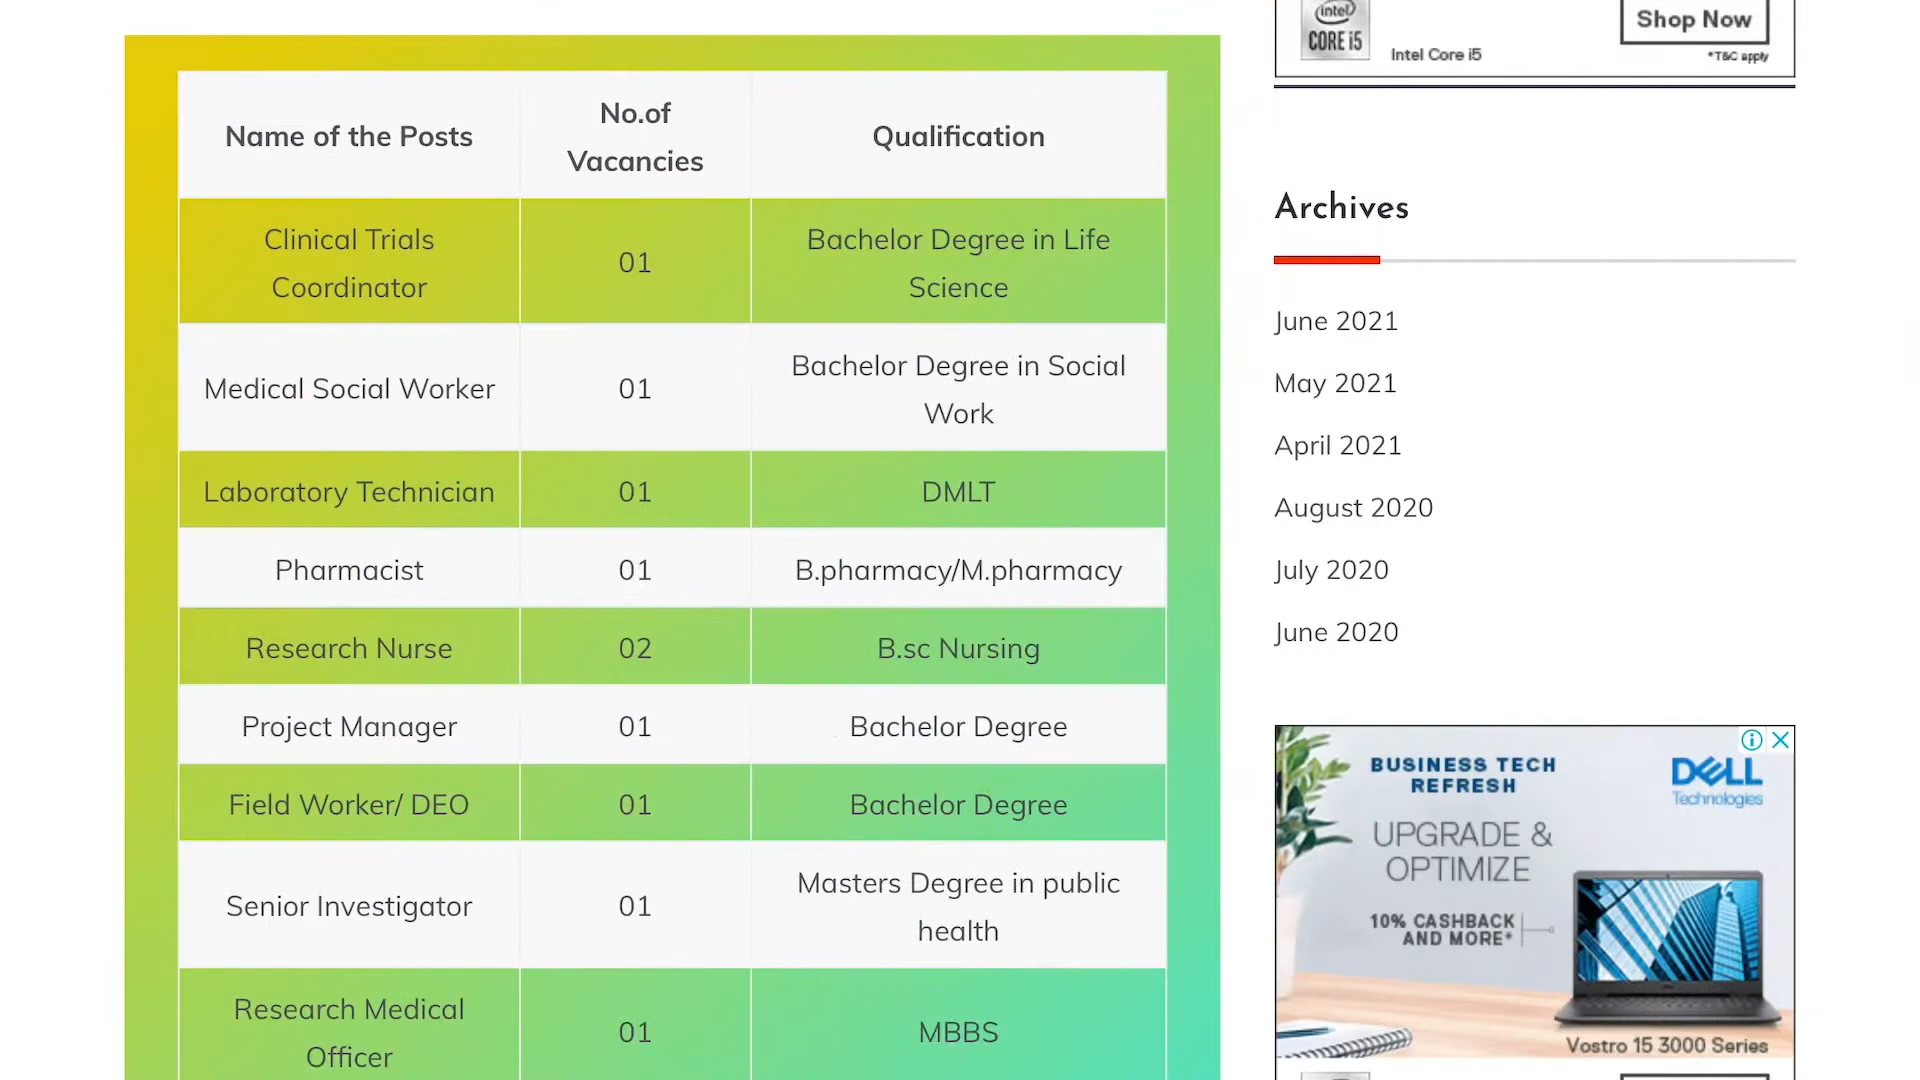 Name of the Posts
No.of
Vacancies
Qualification
Clinical Trials
Coordinator
01
Bachelor Degree in Life
Science
Medical Social Worker
01
Bachelor Degree in Social
Work
Laboratory Technician
01
DMLT
Pharmacist
01
B.pharmacy/M.pharmacy
Research Nurse
02
B.sc Nursing
Project Manager
01
Bachelor Degree
Field Worker/ DEO
01
Bachelor Degree
Senior Investigator
01
Masters Degree in public
health
Research Medical
Officer
01
MBBS
intel
CORE i5
Intel Core i5
Shop Now
*T&C apply
Archives
June 2021
May 2021
April 2021
August 2020
July 2020
June 2020
BUSINESS TECH
REFRESH
DELL
Technologies
UPGRADE &
OPTIMIZE
10% CASHBACK
AND MORE*
Vostro 15 3000 Series